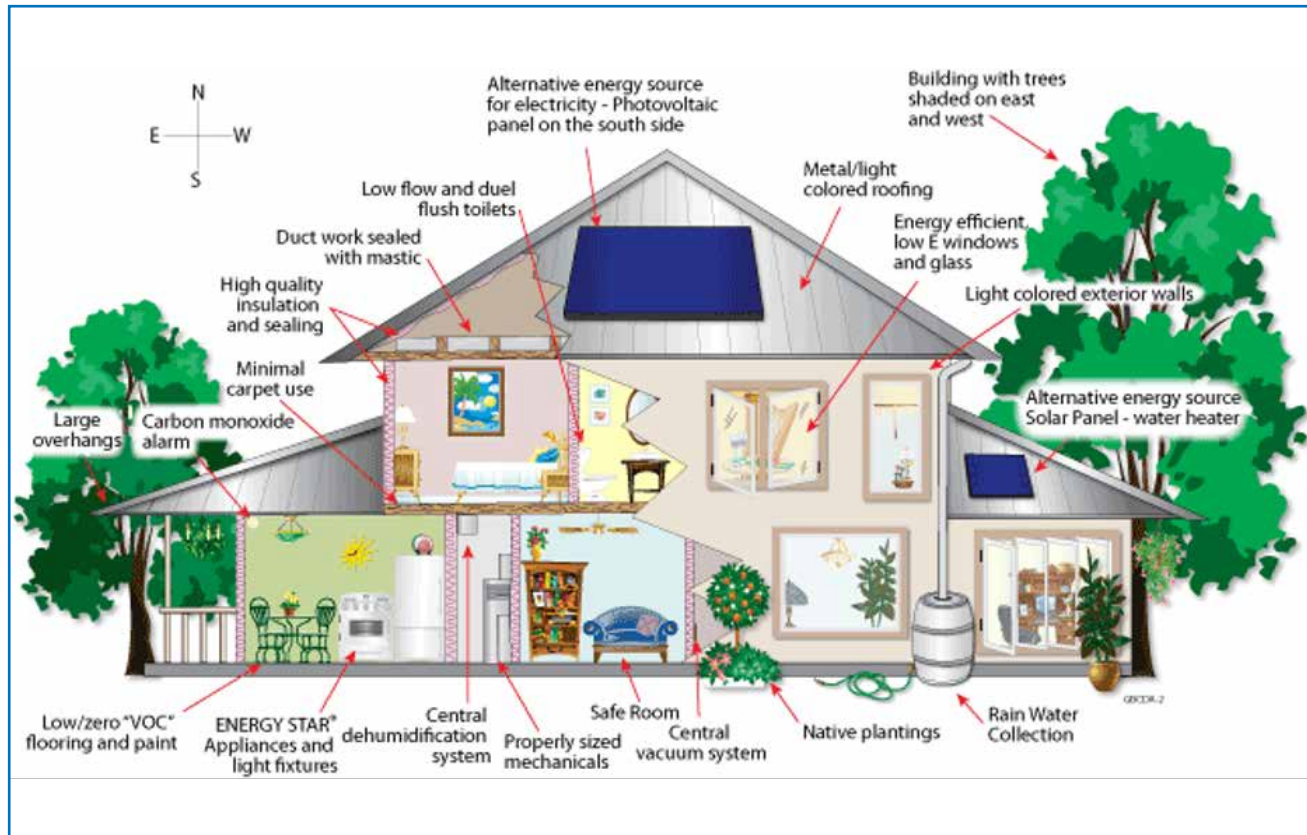 N
E
W
S
Alternative energy source
for electricity - Photovoltaic
panel on the south side
Building with trees
shaded on east
and west
Low flow and duel
flush toilets
Metal/light
colored roofing
Duct work sealed
with mastic
Energy efficient,
low E windows
and glass
High quality
insulation
and sealing
Light colored exterior walls
Minimal
carpet use
Large
overhangs
Carbon monoxide
alarm
Alternative energy source
Solar Panel - water heater
Low/zero "VOC"
flooring and paint
ENERGY STAR®
Appliances and
light fixtures
Central
dehumidification
system
Properly sized
mechanicals
Safe Room
Central
vacuum system
Native plantings
Rain Water
Collection
GBCDR-2